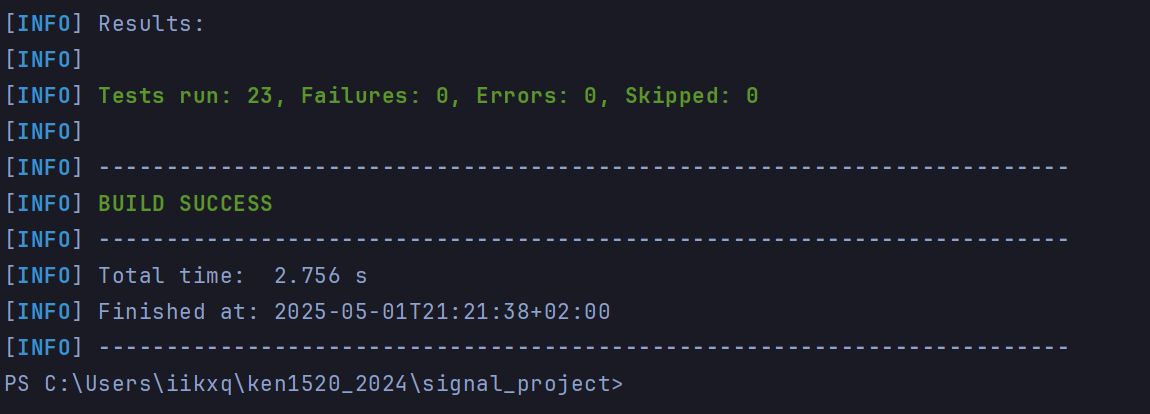 [INFO] Results:
[INFO]
[INFO] Tests run: 23, Failures: 0, Errors: 0, Skipped: 0
[INFO]
[INFO] ------------------------------------------------------------------------
[INFO] BUILD SUCCESS
[INFO] ------------------------------------------------------------------------
[INFO] Total time:  2.756 s
[INFO] Finished at: 2025-05-01T21:21:38+02:00
[INFO] ------------------------------------------------------------------------
PS C:\Users\iikxq\ken1520_2024\signal_project>